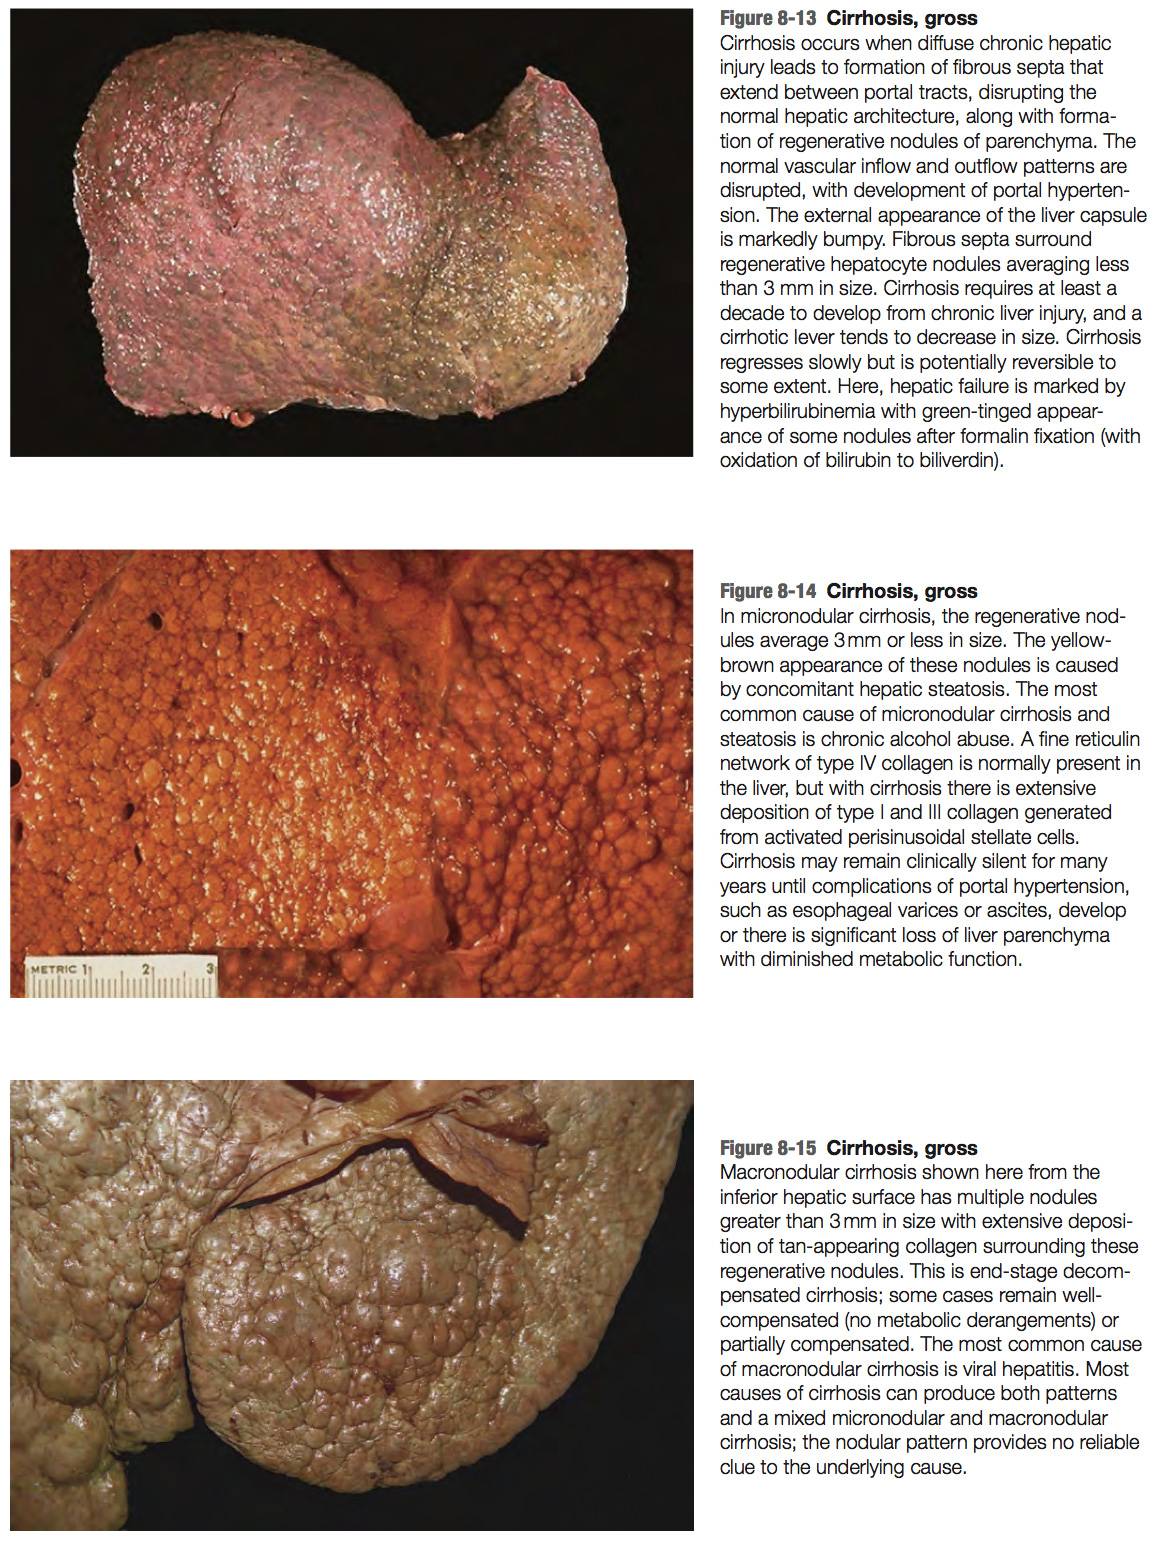 Figure 8-13 Cirrhosis, gross
Cirrhosis occurs when diffuse chronic hepatic
injury leads to formation of fibrous septa that
extend between portal tracts, disrupting the
normal hepatic architecture, along with forma-
tion of regenerative nodules of parenchyma. The
normal vascular inflow and outflow patterns are
disrupted, with development of portal hyperten-
sion. The external appearance of the liver capsule
is markedly bumpy. Fibrous septa surround
regenerative hepatocyte nodules averaging less
than 3 mm in size. Cirrhosis requires at least a
decade to develop from chronic liver injury, and a
cirrhotic lever tends to decrease in size. Cirrhosis
regresses slowly but is potentially reversible to
some extent. Here, hepatic failure is marked by
hyperbilirubinemia with green-tinged appear-
ance of some nodules after formalin fixation (with
oxidation of bilirubin to biliverdin).
Figure 8-14 Cirrhosis, gross
In micronodular cirrhosis, the regenerative nod-
ules average 3 mm or less in size. The yellow-
brown appearance of these nodules is caused
by concomitant hepatic steatosis. The most
common cause of micronodular cirrhosis and
steatosis is chronic alcohol abuse. A fine reticulin
network of type IV collagen is normally present in
the liver, but with cirrhosis there is extensive
deposition of type I and III collagen generated
from activated perisinusoidal stellate cells.
Cirrhosis may remain clinically silent for many
years until complications of portal hypertension,
such as esophageal varices or ascites, develop
or there is significant loss of liver parenchyma
with diminished metabolic function.
METRIC 1 2 3
Figure 8-15 Cirrhosis, gross
Macronodular cirrhosis shown here from the
inferior hepatic surface has multiple nodules
greater than 3 mm in size with extensive deposi-
tion of tan-appearing collagen surrounding these
regenerative nodules. This is end-stage decom-
pensated cirrhosis; some cases remain well-
compensated (no metabolic derangements) or
partially compensated. The most common cause
of macronodular cirrhosis is viral hepatitis. Most
causes of cirrhosis can produce both patterns
and a mixed micronodular and macronodular
cirrhosis; the nodular pattern provides no reliable
clue to the underlying cause.